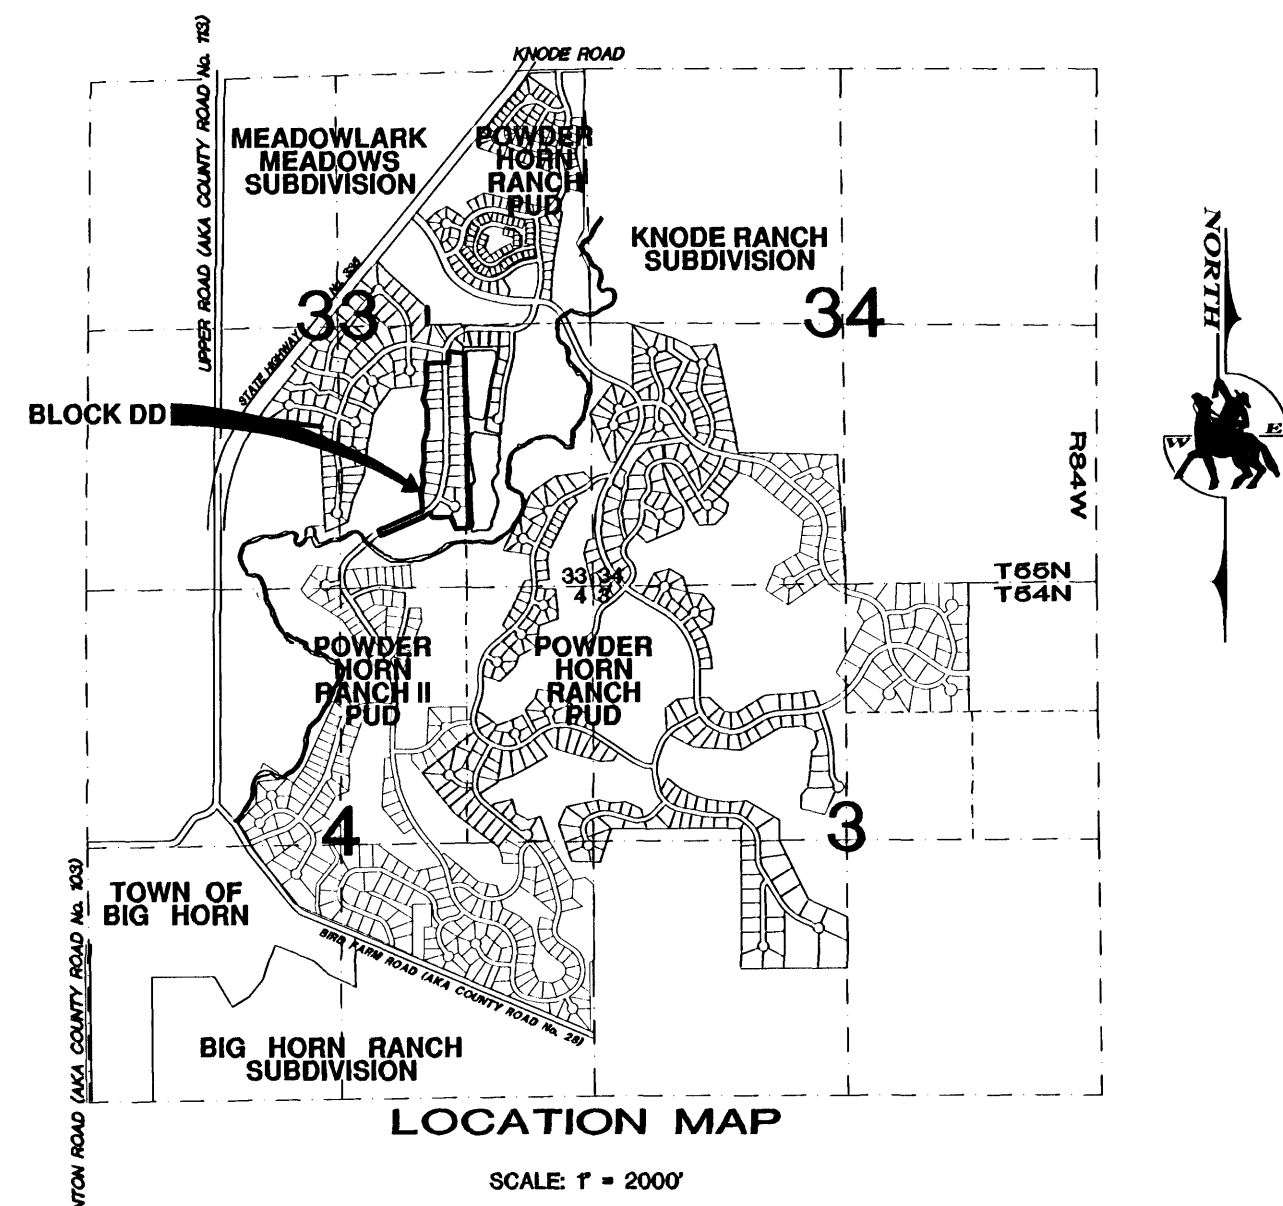 KNODE ROAD
UPPER ROAD (AKA COUNTY ROAD No. 113)
MEADOWLARK
MEADOWS
SUBDIVISION
POWDER
HORN
RANCH
PUD
KNODE RANCH
SUBDIVISION
NORTH
STATE HIGHWAY No. 335
33
34
BLOCK DD
W
E
R84W
33 34
4 3
T55N
T54N
POWDER
HORN
RANCH II
PUD
POWDER
HORN
RANCH
PUD
4
3
TOWN OF
BIG HORN
NTON ROAD (AKA COUNTY ROAD No. 103)
BIRD FARM ROAD (AKA COUNTY ROAD No. 28)
BIG HORN RANCH
SUBDIVISION
LOCATION MAP
SCALE: 1" = 2000'